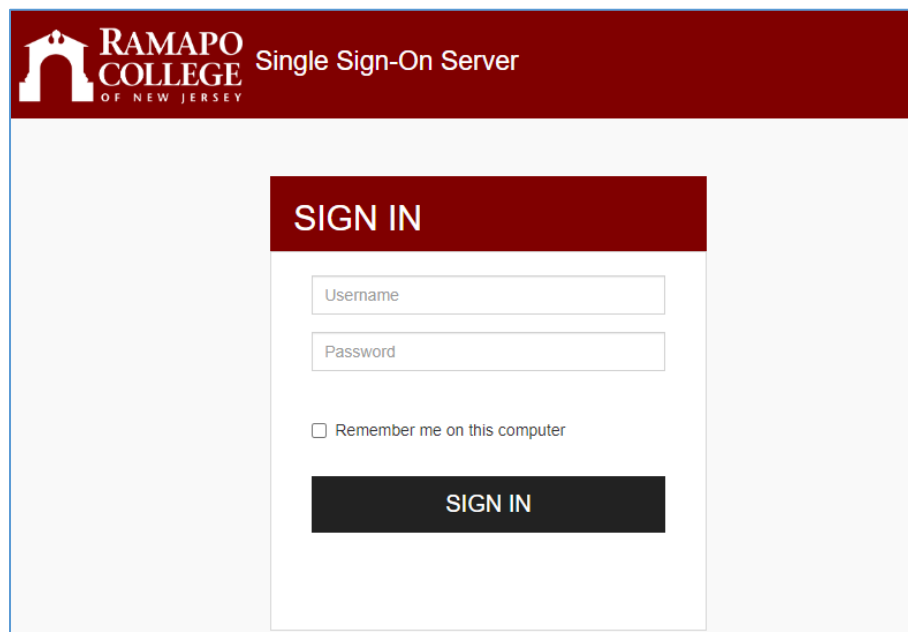 RAMAPO
COLLEGE
OF NEW JERSEY
Single Sign-On Server
SIGN IN
Username
Password
Remember me on this computer
SIGN IN